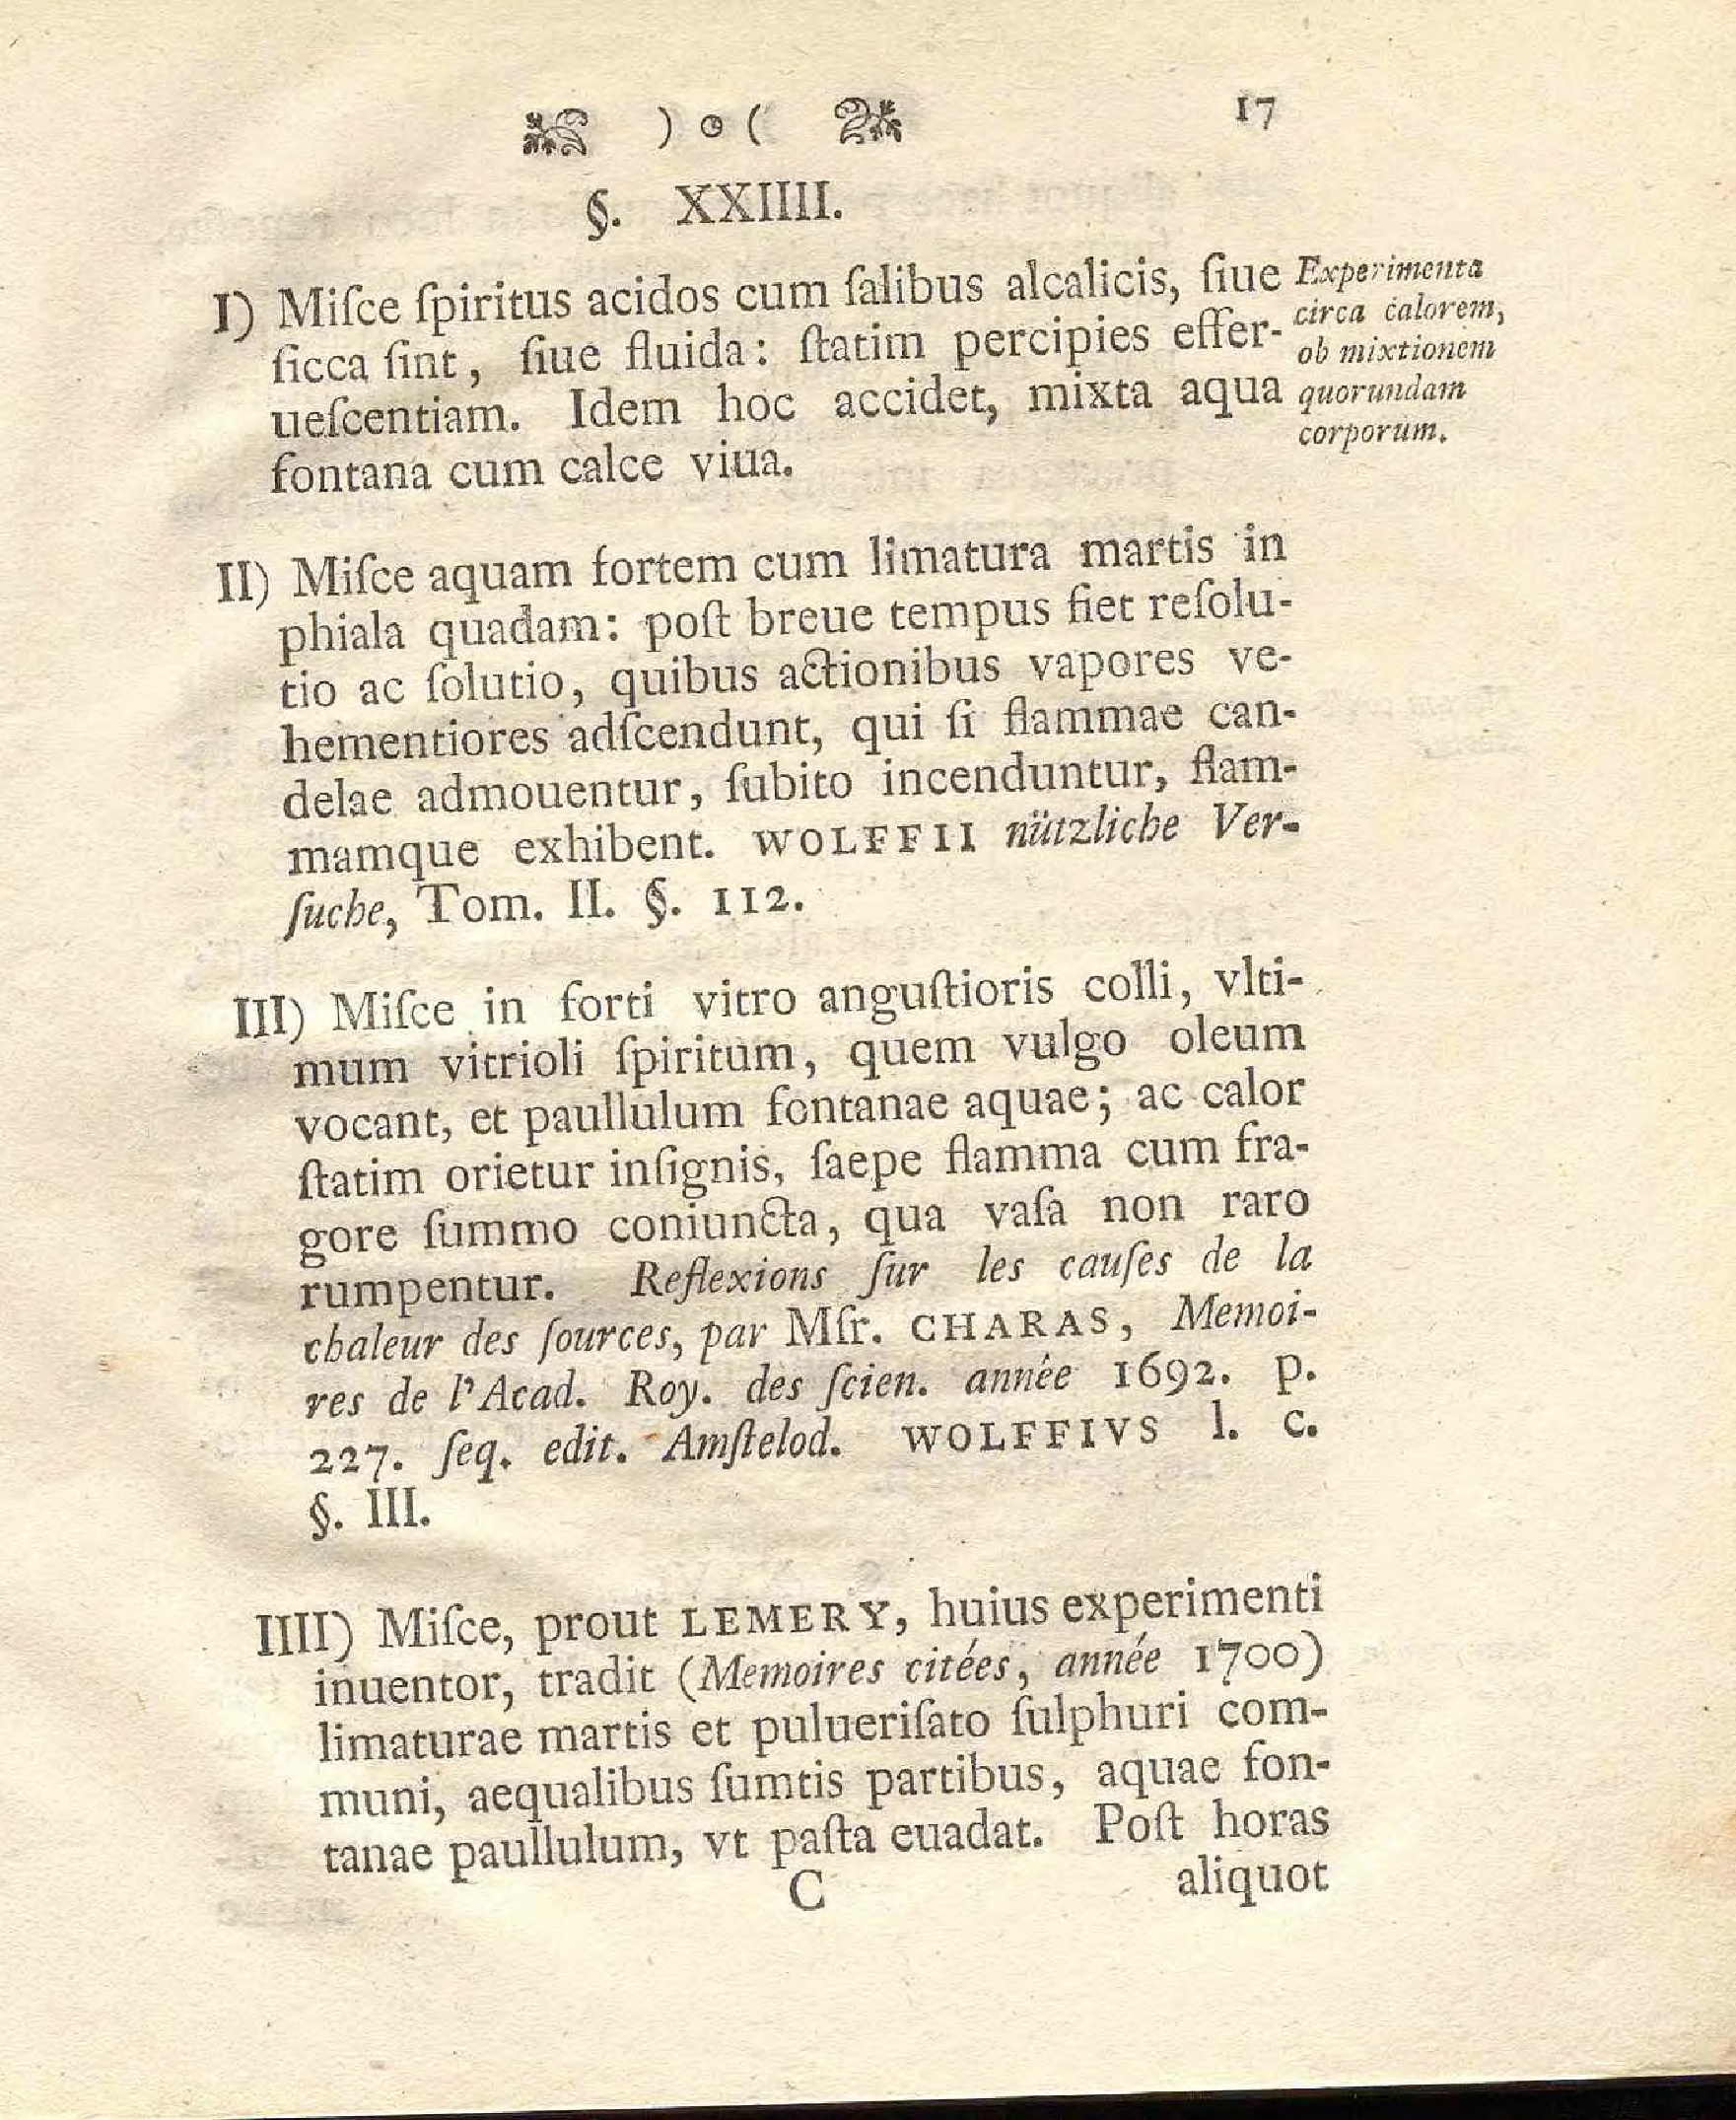 ) ☉ ( 17
§. XXIIII.
I) Miſce ſpiritus acidos cum ſalibus alcalicis, ſiue
ſicca ſint, ſiue fluida: ſtatim percipies effer-
ueſcentiam. Idem hoc accidet, mixta aqua
fontana cum calce viua.
Experimenta
circa calorem,
ob mixtionem
quorundam
corporum.
II) Miſce aquam fortem cum limatura martis in
phiala quadam: poſt breue tempus fiet reſolu-
tio ac ſolutio, quibus actionibus vapores ve-
hementiores adſcendunt, qui ſi flammae can-
delae admouentur, ſubito incenduntur, flam-
mamque exhibent. WOLFFII nützliche Ver-
ſuche, Tom. II. §. 112.
III) Miſce in forti vitro anguſtioris colli, vlti-
mum vitrioli ſpiritum, quem vulgo oleum
vocant, et paullulum fontanae aquae; ac calor
ſtatim orietur inſignis, ſaepe flamma cum fra-
gore ſummo coniuncta, qua vaſa non raro
rumpentur. Reflexions ſur les cauſes de la
chaleur des ſources, par Mſr. CHARAS, Memoi-
res de l'Acad. Roy. des ſcien. année 1692. p.
227. ſeq. edit. Amſtelod. WOLFFIVS l. c.
§. III.
IIII) Miſce, prout LEMERY, huius experimenti
inuentor, tradit (Memoires citées, année 1700)
limaturae martis et pulueriſato ſulphuri com-
muni, aequalibus ſumtis partibus, aquae fon-
tanae paullulum, vt paſta euadat. Poſt horas
C aliquot